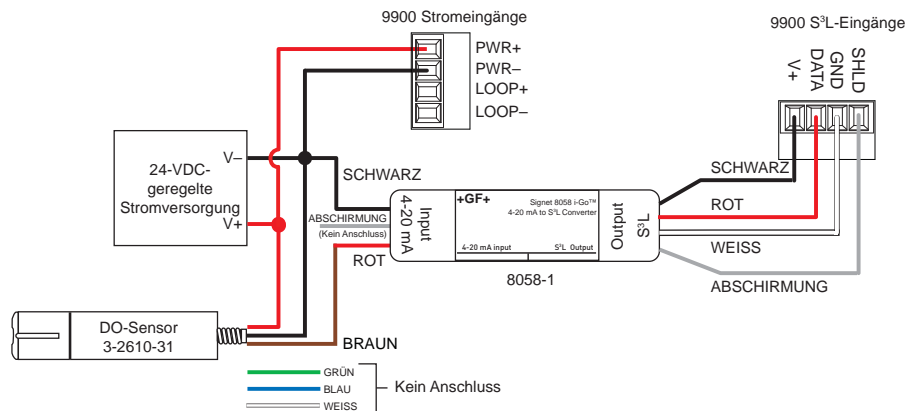 9900 Stromeingänge
PWR+
PWR–
LOOP+
LOOP–
9900 S³L-Eingänge
V+
DATA
GND
SHLD
24-VDC-
geregelte
Stromversorgung
V–
V+
SCHWARZ
ABSCHIRMUNG
(Kein Anschluss)
ROT
Input
4-20 mA
+GF+
Signet 8058 i-Go™
4-20 mA to S³L Converter
4-20 mA input
S³L Output
Output
S³L
8058-1
SCHWARZ
ROT
WEISS
ABSCHIRMUNG
DO-Sensor
3-2610-31
BRAUN
GRÜN
BLAU
WEISS
Kein Anschluss